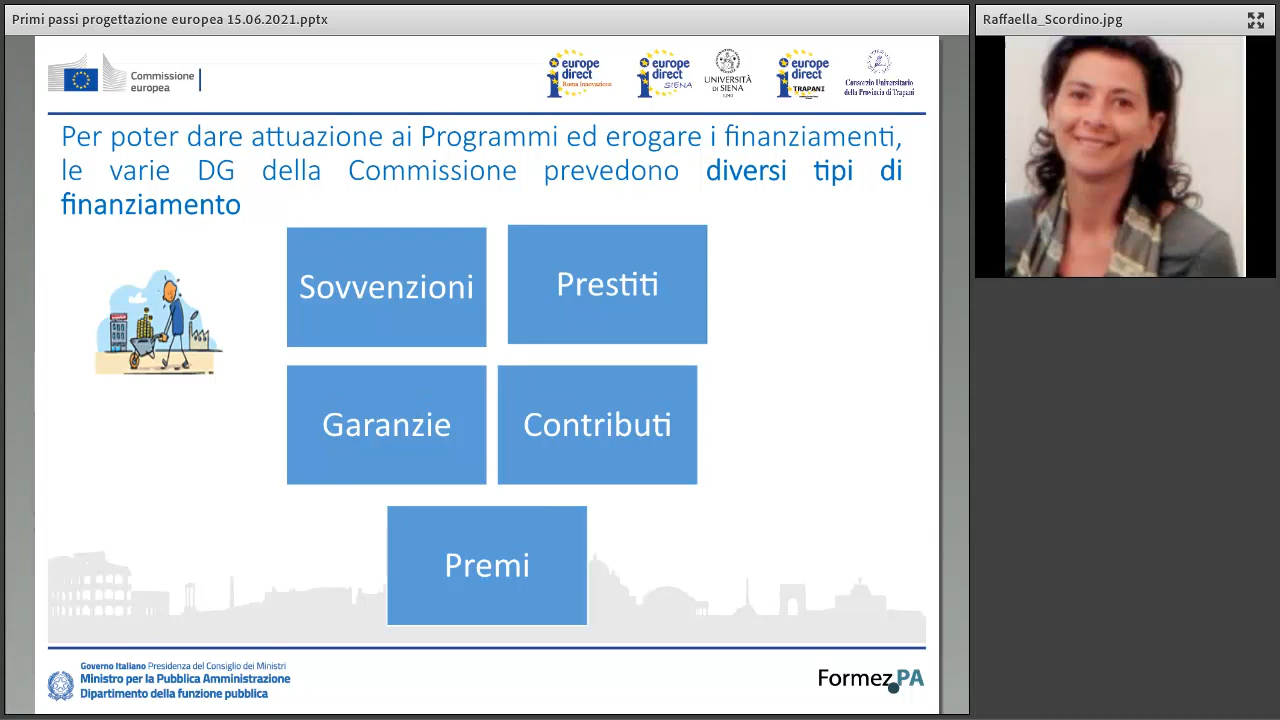 Primi passi progettazione europea 15.06.2021.pptx
Raffaella_Scordino.jpg
Commissione
europea
europe
direct
Roma Innovazione
europe
direct
SIENA
UNIVERSITÀ
DI SIENA
1240
europe
direct
TRAPANI
Consorzio Universitario
della Provincia di Trapani
Per poter dare attuazione ai Programmi ed erogare i finanziamenti,
le varie DG della Commissione prevedono diversi tipi di
finanziamento
Sovvenzioni
Prestiti
Garanzie
Contributi
Premi
Governo Italiano Presidenza del Consiglio dei Ministri
Ministro per la Pubblica Amministrazione
Dipartimento della funzione pubblica
Formez PA